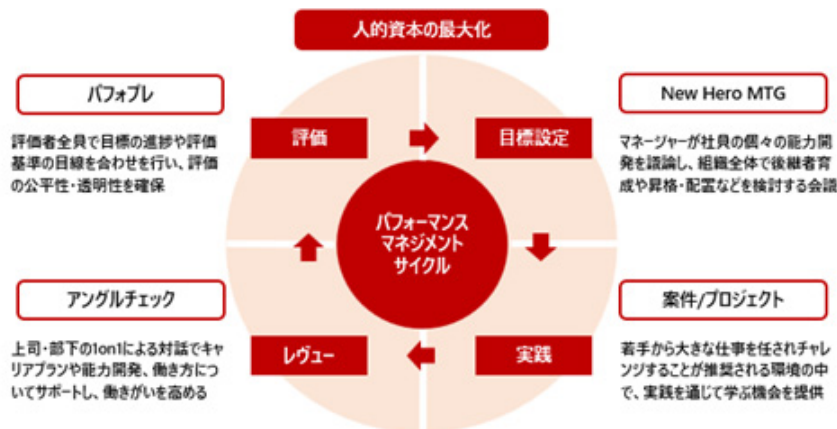 人的資本の最大化
パフォプレ
評価者全員で目標の進捗や評価
基準の目線を合わせを行い、評価
の公平性・透明性を確保
評価
目標設定
New Hero MTG
マネージャーが社員の個々の能力開
発を議論し、組織全体で後継者育
成や昇格・配置などを検討する会議
パフォーマンス
マネジメント
サイクル
アングルチェック
上司・部下の1on1による対話でキャ
リアプランや能力開発、働き方につ
いてサポートし、働きがいを高める
レヴュー
実践
案件/プロジェクト
若手から大きな仕事を任されチャレ
ンジすることが推奨される環境の中
で、実践を通じて学ぶ機会を提供